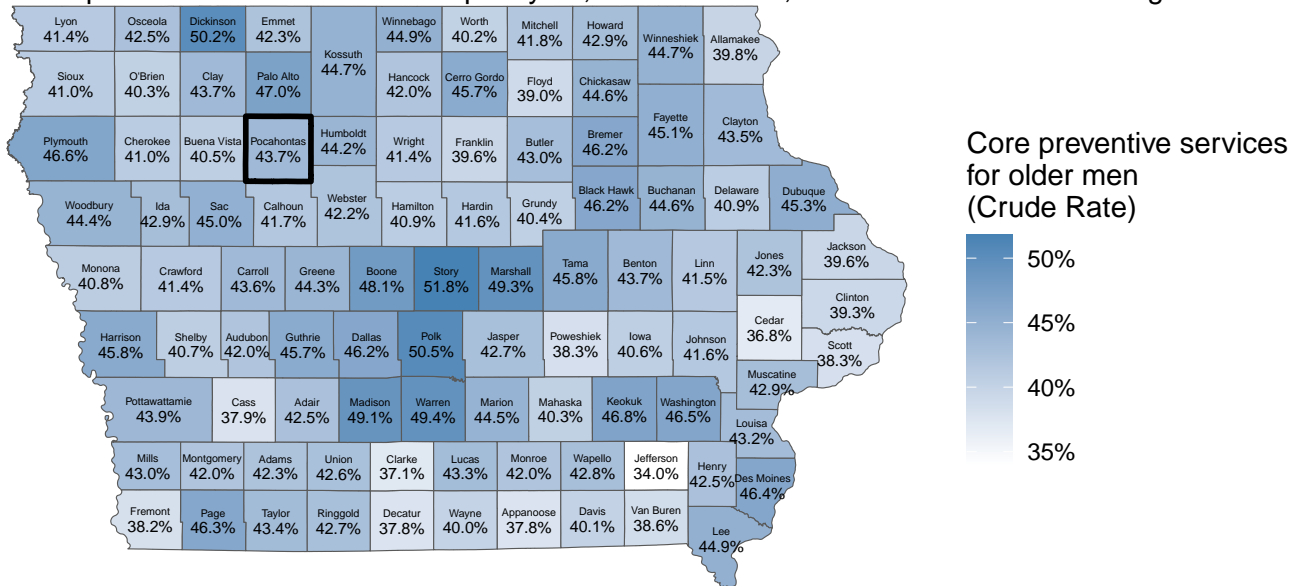 Lyon Osceola Dickinson Emmet Winnebago Worth Mitchell Howard
41.4% 42.5% 50.2% 42.3% 44.9% 40.2% 41.8% 42.9%
Kossuth Winneshiek Allamakee
44.7% 44.7% 39.8%
Sioux O'Brien Clay Palo Alto Hancock Cerro Gordo Floyd Chickasaw
41.0% 40.3% 43.7% 47.0% 42.0% 45.7% 39.0% 44.6%
Fayette Clayton
45.1% 43.5%
Plymouth Cherokee Buena Vista Pocahontas Humboldt Wright Franklin Butler Bremer
46.6% 41.0% 40.5% 43.7% 44.2% 41.4% 39.6% 43.0% 46.2%
Woodbury Ida Sac Calhoun Webster Hamilton Hardin Grundy Black Hawk Buchanan Delaware Dubuque
44.4% 42.9% 45.0% 41.7% 42.2% 40.9% 41.6% 40.4% 46.2% 44.6% 40.9% 45.3%
Monona Crawford Carroll Greene Boone Story Marshall Tama Benton Linn Jones Jackson
40.8% 41.4% 43.6% 44.3% 48.1% 51.8% 49.3% 45.8% 43.7% 41.5% 42.3% 39.6%
Clinton
39.3%
Harrison Shelby Audubon Guthrie Dallas Polk Jasper Poweshiek Iowa Johnson Cedar Scott
45.8% 40.7% 42.0% 45.7% 46.2% 50.5% 42.7% 38.3% 40.6% 41.6% 36.8% 38.3%
Muscatine
42.9%
Pottawattamie Cass Adair Madison Warren Marion Mahaska Keokuk Washington Louisa
43.9% 37.9% 42.5% 49.1% 49.4% 44.5% 40.3% 46.8% 46.5% 43.2%
Mills Montgomery Adams Union Clarke Lucas Monroe Wapello Jefferson Henry Des Moines
43.0% 42.0% 42.3% 42.6% 37.1% 43.3% 42.0% 42.8% 34.0% 42.5% 46.4%
Fremont Page Taylor Ringgold Decatur Wayne Appanoose Davis Van Buren Lee
38.2% 46.3% 43.4% 42.7% 37.8% 40.0% 37.8% 40.1% 38.6% 44.9%
Core preventive services
for older men
(Crude Rate)
50%
45%
40%
35%